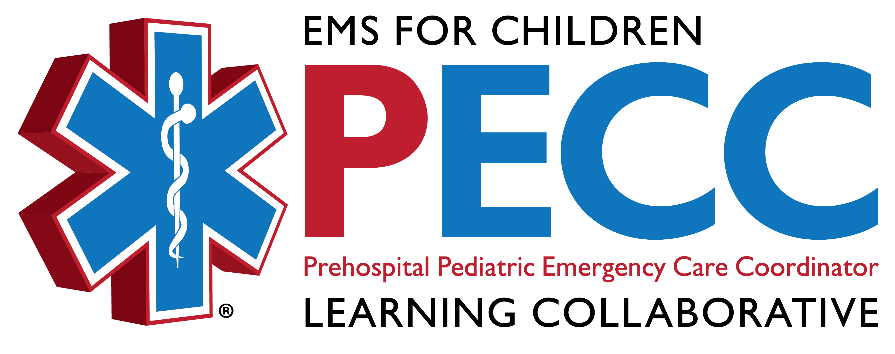 EMS FOR CHILDREN
PECC
Prehospital Pediatric Emergency Care Coordinator
LEARNING COLLABORATIVE
®